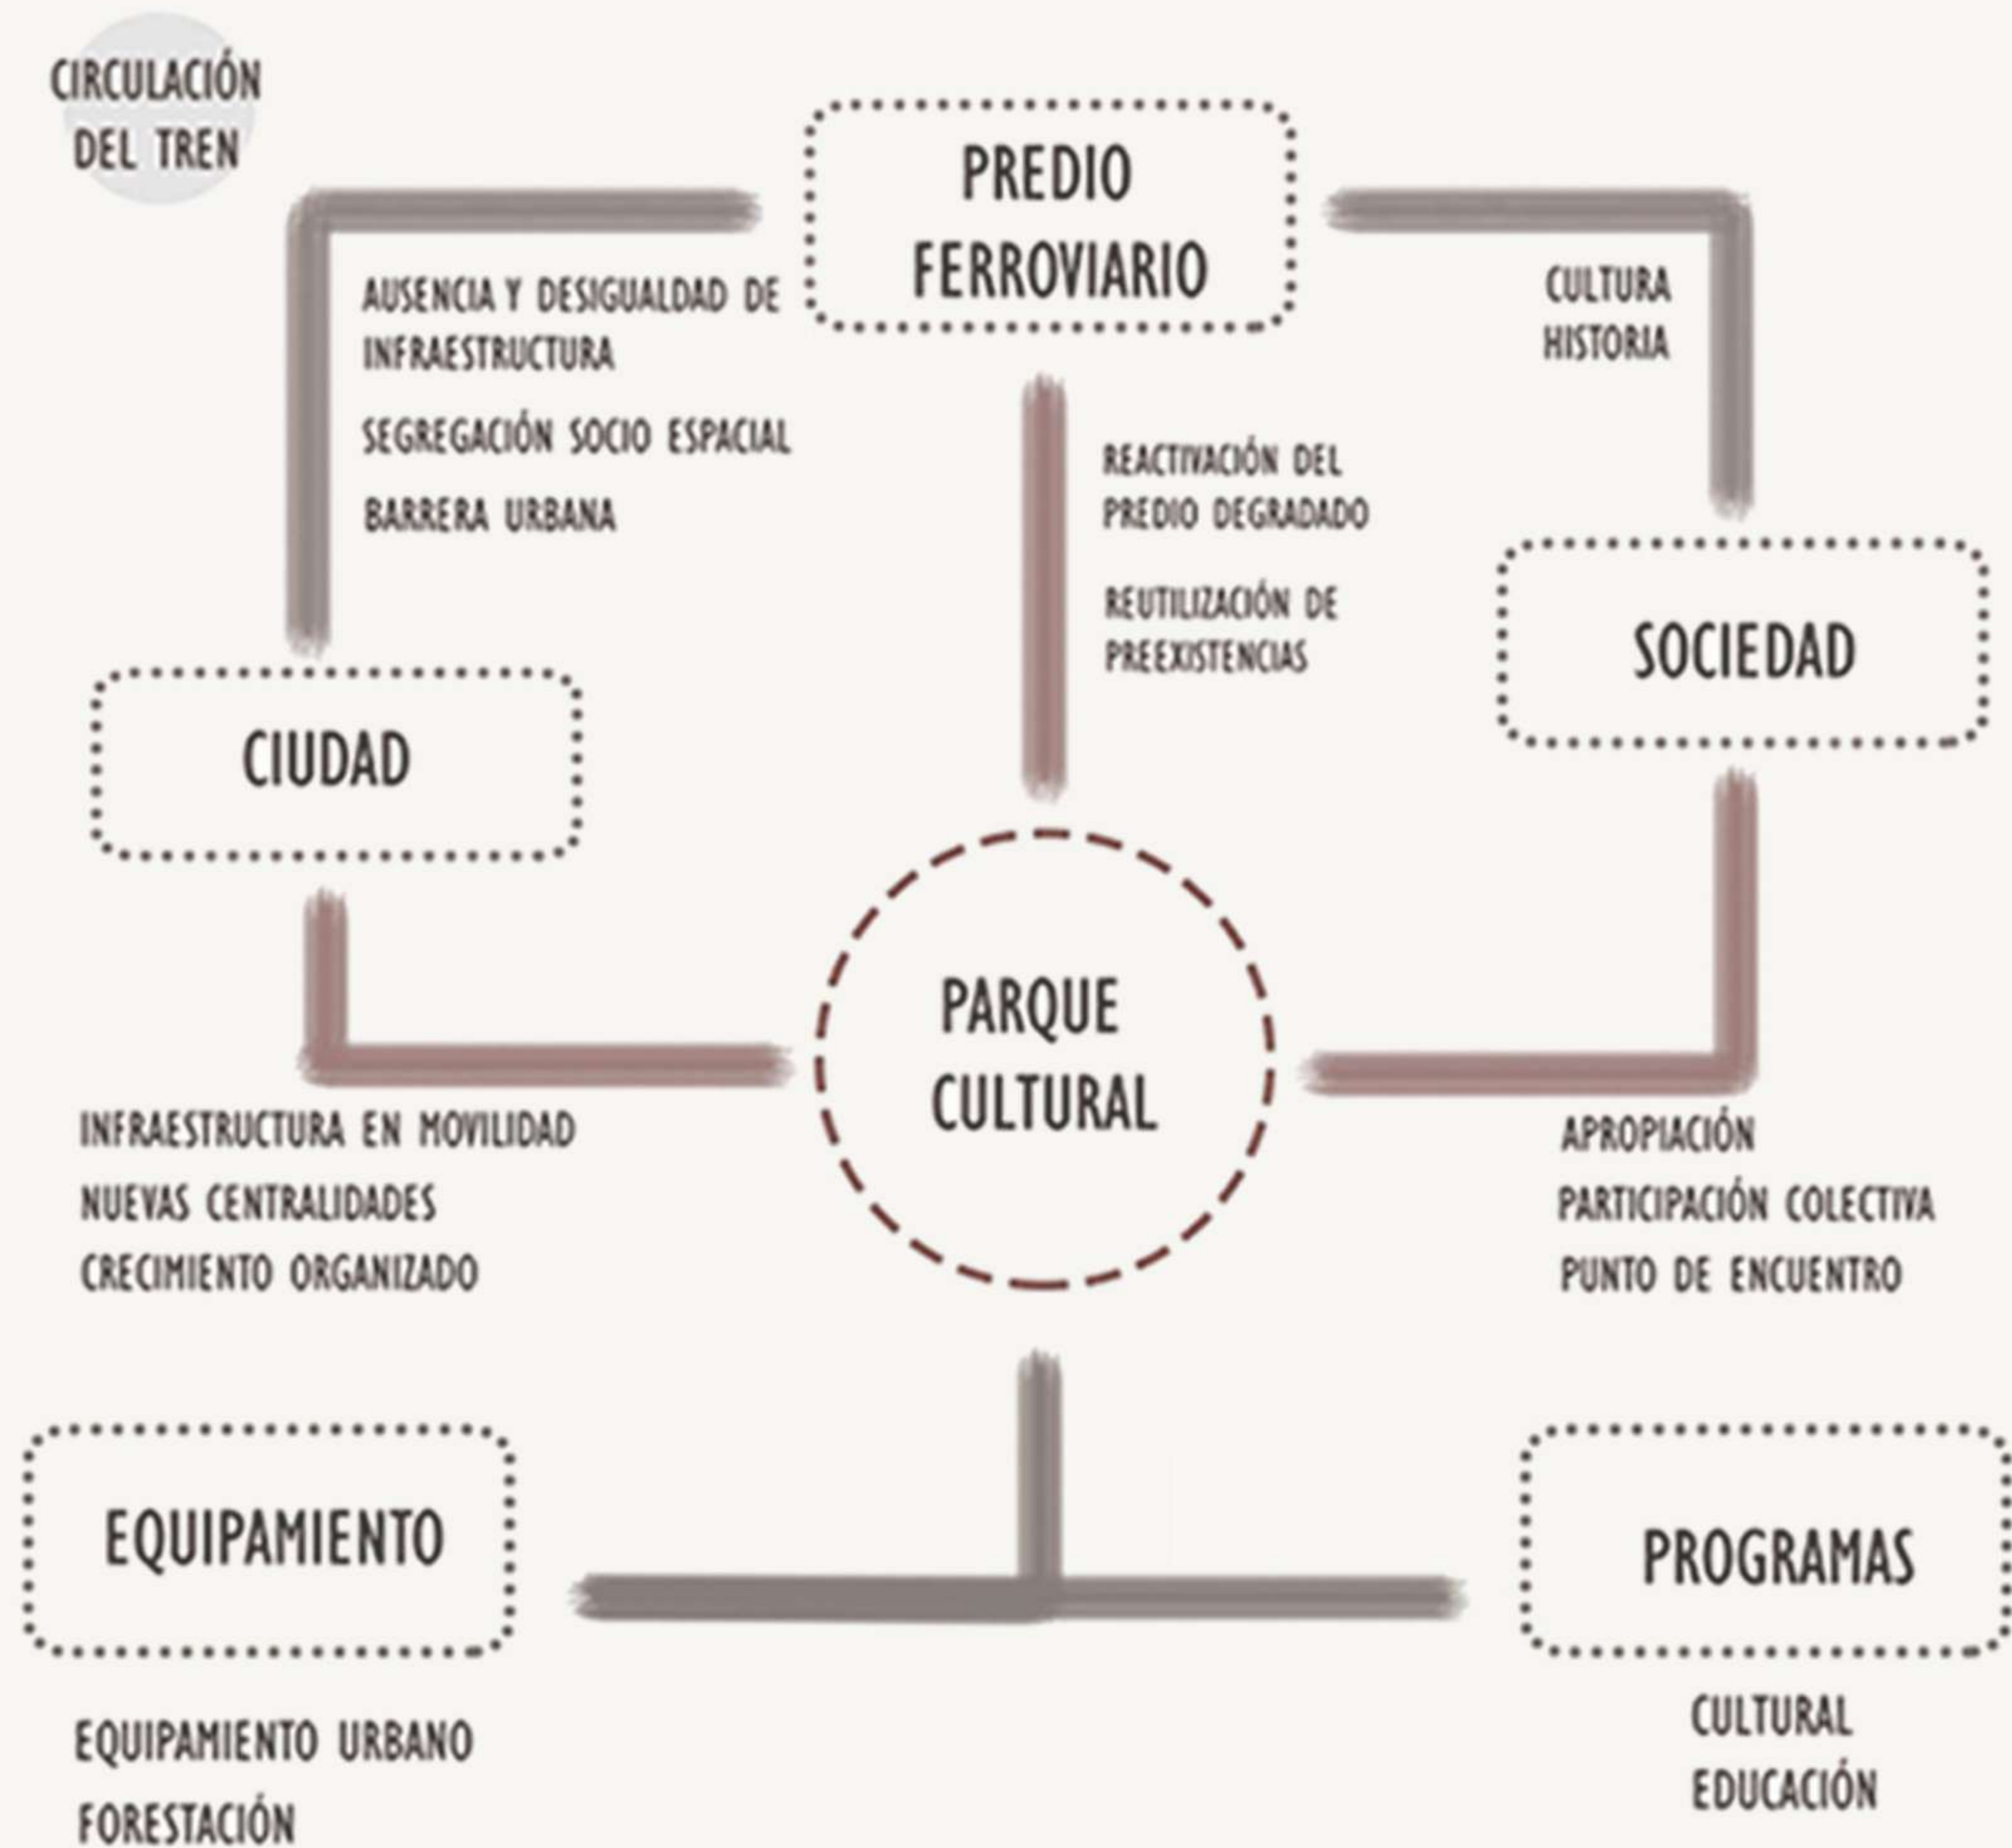 CIRCULACIÓN
DEL TREN
PREDIO
FERROVIARIO
AUSENCIA Y DESIGUALDAD DE
INFRAESTRUCTURA
SEGREGACIÓN SOCIO ESPACIAL
BARRERA URBANA
CULTURA
HISTORIA
REACTIVACIÓN DEL
PREDIO DEGRADADO
REUTILIZACIÓN DE
PREEXISTENCIAS
SOCIEDAD
CIUDAD
PARQUE
CULTURAL
INFRAESTRUCTURA EN MOVILIDAD
NUEVAS CENTRALIDADES
CRECIMIENTO ORGANIZADO
APROPIACIÓN
PARTICIPACIÓN COLECTIVA
PUNTO DE ENCUENTRO
EQUIPAMIENTO
EQUIPAMIENTO URBANO
FORESTACIÓN
PROGRAMAS
CULTURAL
EDUCACIÓN